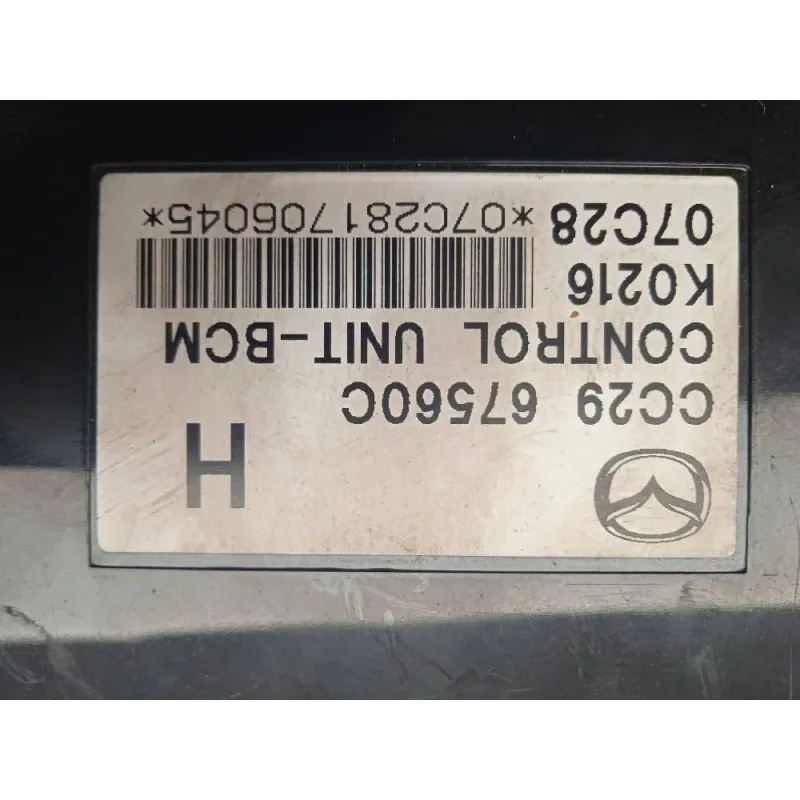 H
CC29 67560C
CONTROL UNIT-BCM
K0216
07C28 *07C281706045*